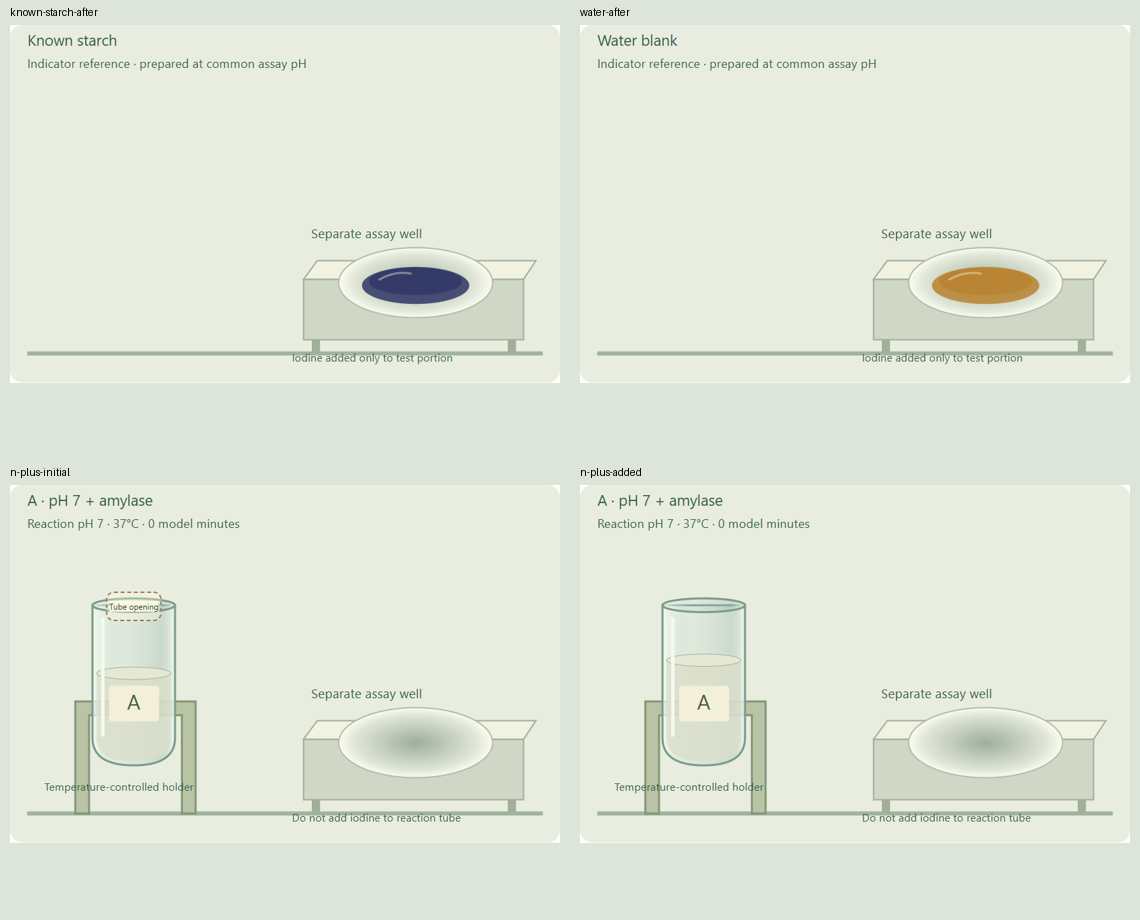 known-starch-after
Known starch
Indicator reference · prepared at common assay pH
Separate assay well
Iodine added only to test portion
water-after
Water blank
Indicator reference · prepared at common assay pH
Separate assay well
Iodine added only to test portion
n-plus-initial
A · pH 7 + amylase
Reaction pH 7 · 37°C · 0 model minutes
Tube opening
A
Separate assay well
Temperature-controlled holder
Do not add iodine to reaction tube
n-plus-added
A · pH 7 + amylase
Reaction pH 7 · 37°C · 0 model minutes
A
Separate assay well
Temperature-controlled holder
Do not add iodine to reaction tube